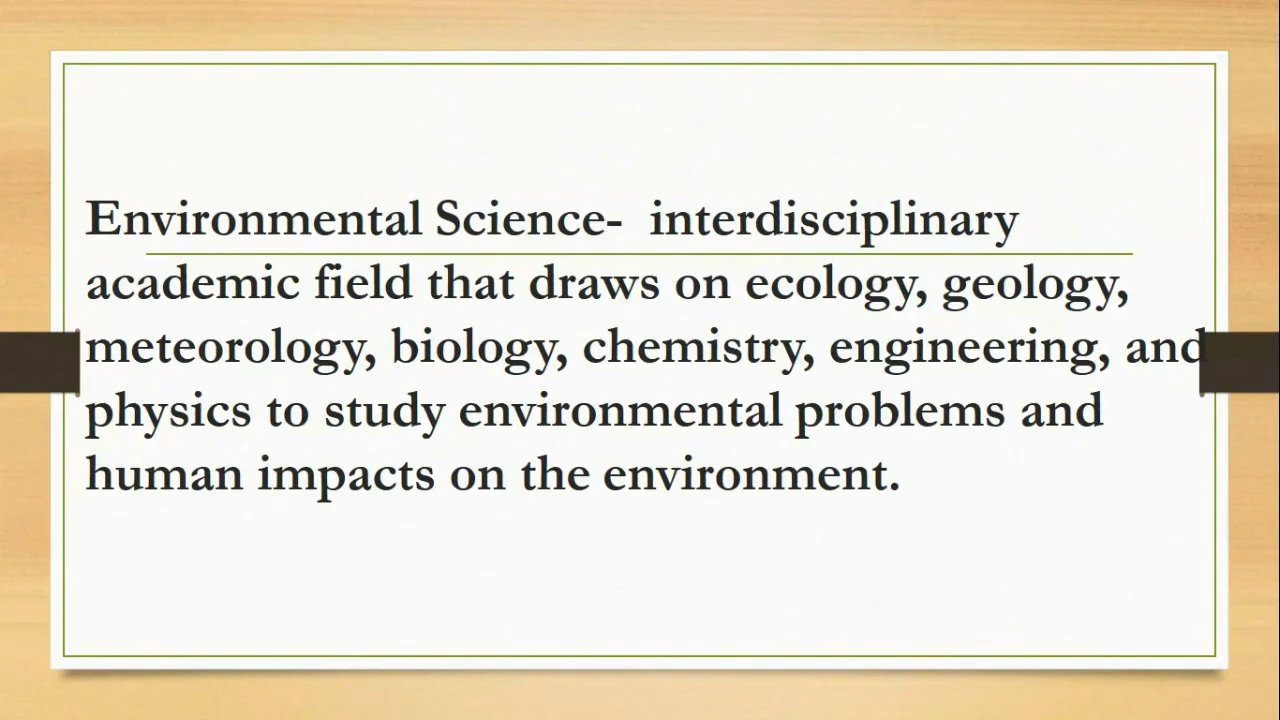 Environmental Science-  interdisciplinary
academic field that draws on ecology, geology,
meteorology, biology, chemistry, engineering, and
physics to study environmental problems and
human impacts on the environment.